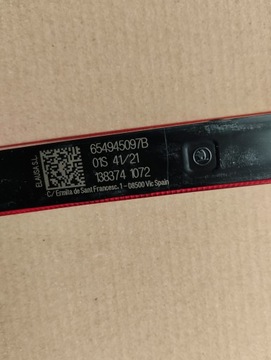 ELAUSA S.L.
654945097B
01S 41/21
138374 1072
C/ Ermita de Sant Francesc, 1 - 08500 Vic Spain